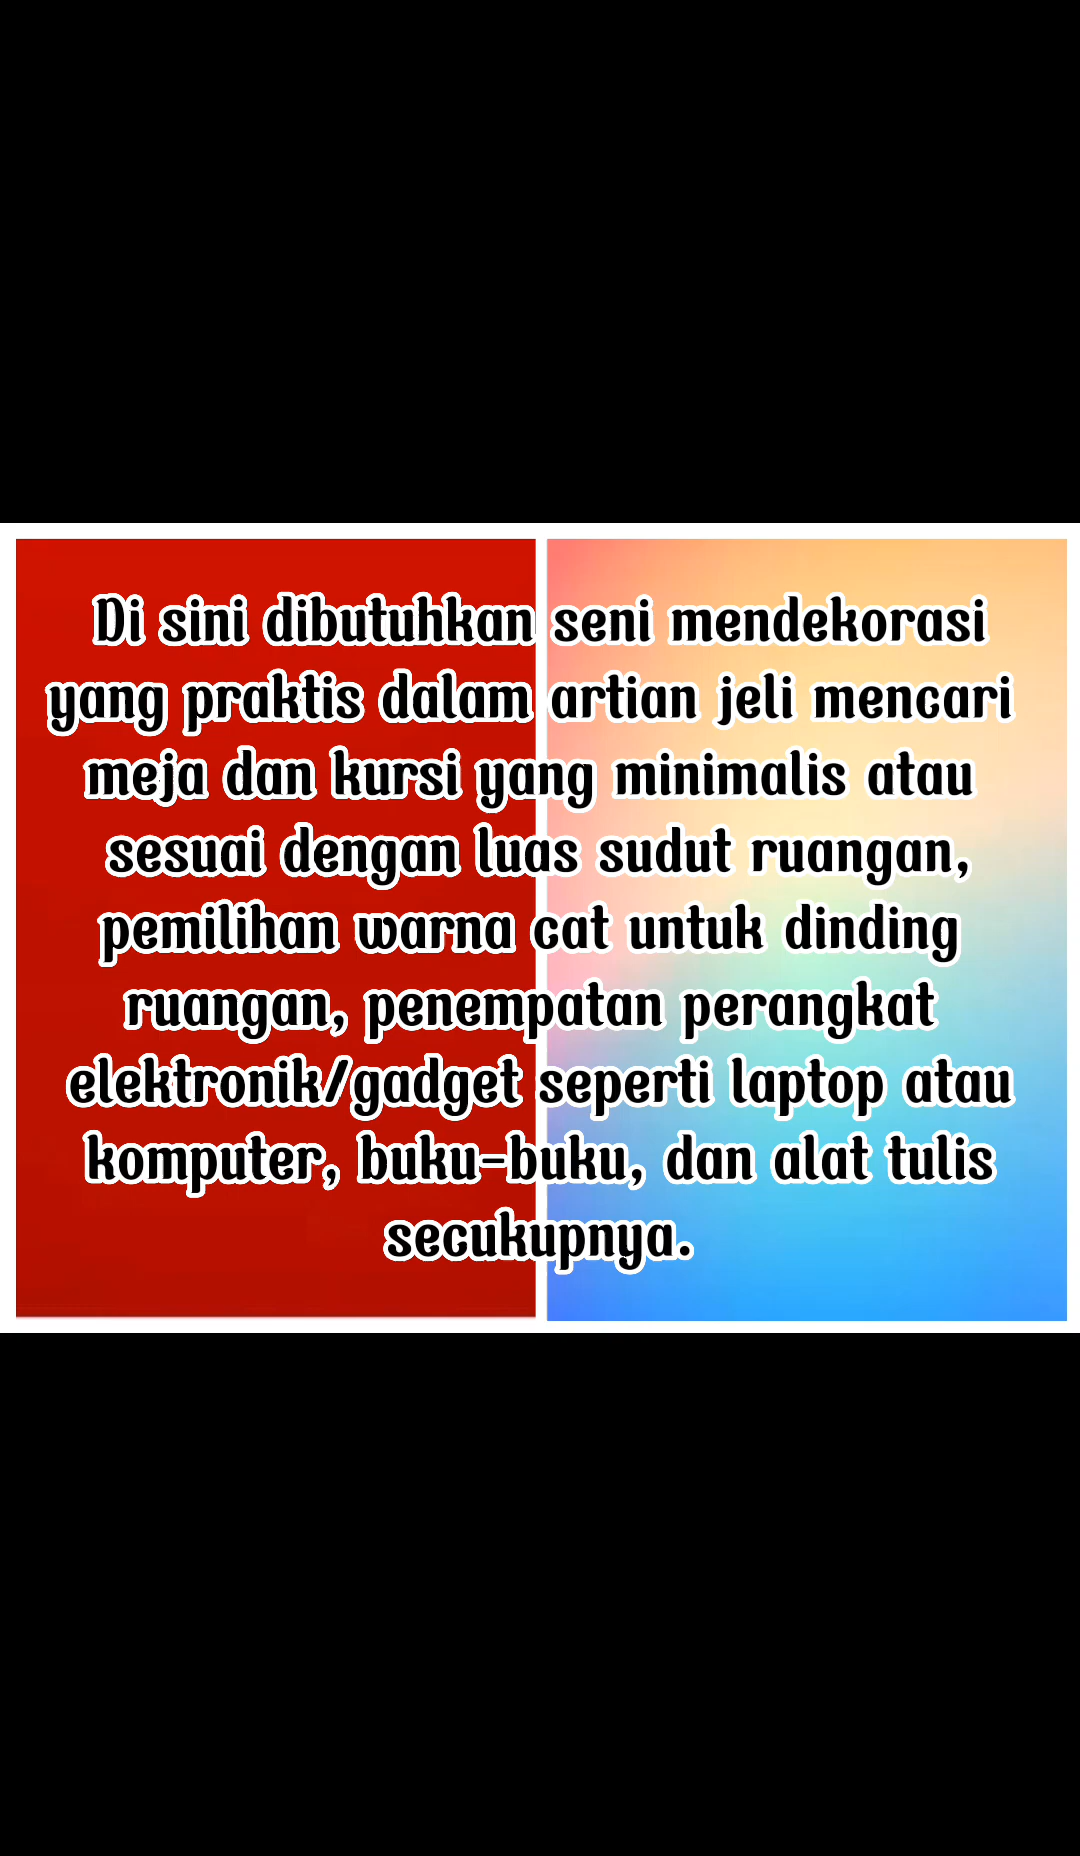 Di sini dibutuhkan seni mendekorasi
yang praktis dalam artian jeli mencari
meja dan kursi yang minimalis atau
sesuai dengan luas sudut ruangan,
pemilihan warna cat untuk dinding
ruangan, penempatan perangkat
elektronik/gadget seperti laptop atau
komputer, buku-buku, dan alat tulis
secukupnya.